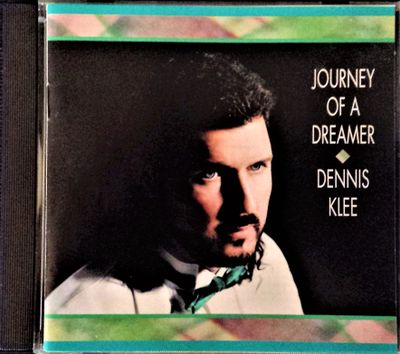 JOURNEY
OF A
DREAMER
DENNIS
KLEE